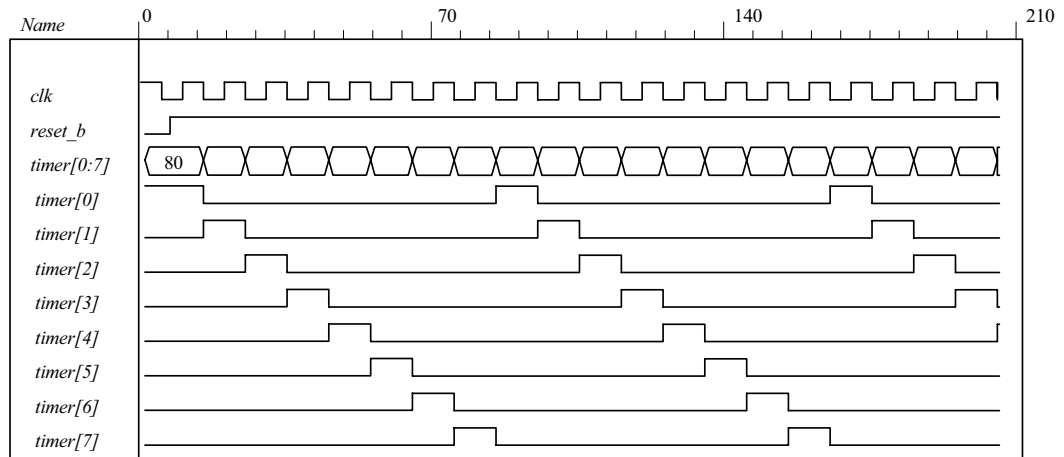 Name 0 70 140 210
clk
reset_b
timer[0:7] 80
timer[0]
timer[1]
timer[2]
timer[3]
timer[4]
timer[5]
timer[6]
timer[7]